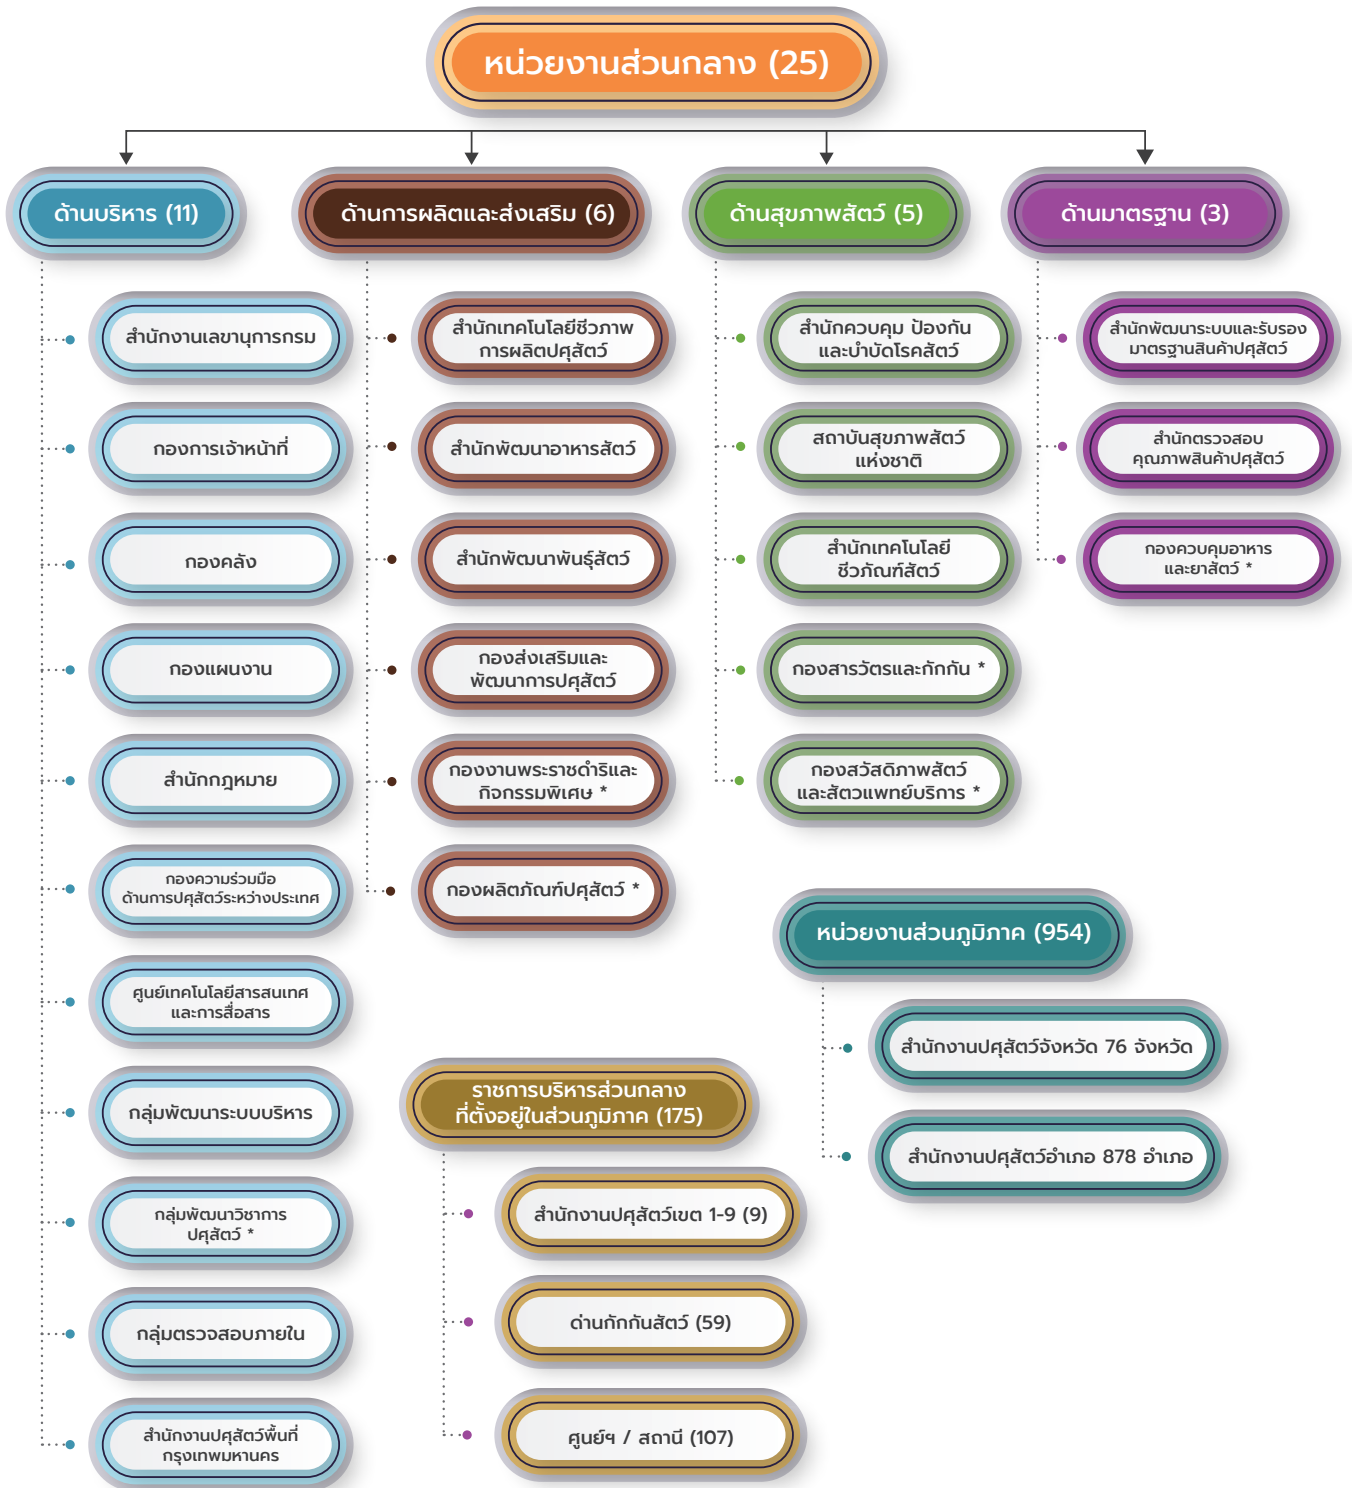 หน่วยงานส่วนกลาง (25)
ด้านบริหาร (11)
สำนักงานเลขานุการกรม
กองการเจ้าหน้าที่
กองคลัง
กองแผนงาน
สำนักกฎหมาย
กองความร่วมมือ
ด้านการปศุสัตว์ระหว่างประเทศ
ศูนย์เทคโนโลยีสารสนเทศ
และการสื่อสาร
กลุ่มพัฒนาระบบบริหาร
กลุ่มพัฒนาวิชาการ
ปศุสัตว์ *
กลุ่มตรวจสอบภายใน
สำนักงานปศุสัตว์พื้นที่
กรุงเทพมหานคร
ด้านการผลิตและส่งเสริม (6)
สำนักเทคโนโลยีชีวภาพ
การผลิตปศุสัตว์
สำนักพัฒนาอาหารสัตว์
สำนักพัฒนาพันธุ์สัตว์
กองส่งเสริมและ
พัฒนาการปศุสัตว์
กองงานพระราชดำริและ
กิจกรรมพิเศษ *
กองผลิตภัณฑ์ปศุสัตว์ *
ด้านสุขภาพสัตว์ (5)
สำนักควบคุม ป้องกัน
และบำบัดโรคสัตว์
สถาบันสุขภาพสัตว์
แห่งชาติ
สำนักเทคโนโลยี
ชีวภัณฑ์สัตว์
กองสารวัตรและกักกัน *
กองสวัสดิภาพสัตว์
และสัตวแพทย์บริการ *
ด้านมาตรฐาน (3)
สำนักพัฒนาระบบและรับรอง
มาตรฐานสินค้าปศุสัตว์
สำนักตรวจสอบ
คุณภาพสินค้าปศุสัตว์
กองควบคุมอาหาร
และยาสัตว์ *
หน่วยงานส่วนภูมิภาค (954)
สำนักงานปศุสัตว์จังหวัด 76 จังหวัด
สำนักงานปศุสัตว์อำเภอ 878 อำเภอ
ราชการบริหารส่วนกลาง
ที่ตั้งอยู่ในส่วนภูมิภาค (175)
สำนักงานปศุสัตว์เขต 1-9 (9)
ด่านกักกันสัตว์ (59)
ศูนย์ฯ / สถานี (107)